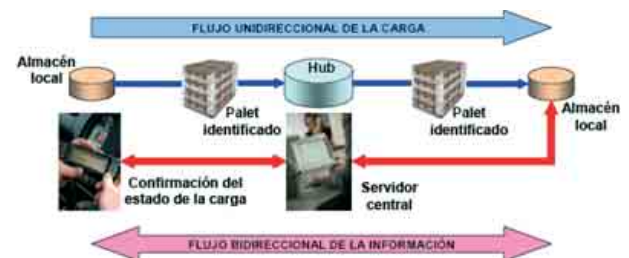 FLUJO UNIDIRECCIONAL DE LA CARGA
Almacén
local
Hub
Palet
identificado
Palet
identificado
Almacén
local
Confirmación del
estado de la carga
Servidor
central
FLUJO BIDIRECCIONAL DE LA INFORMACIÓN